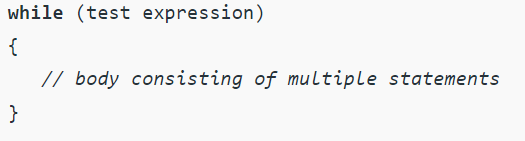 while (test expression)
{
// body consisting of multiple statements
}